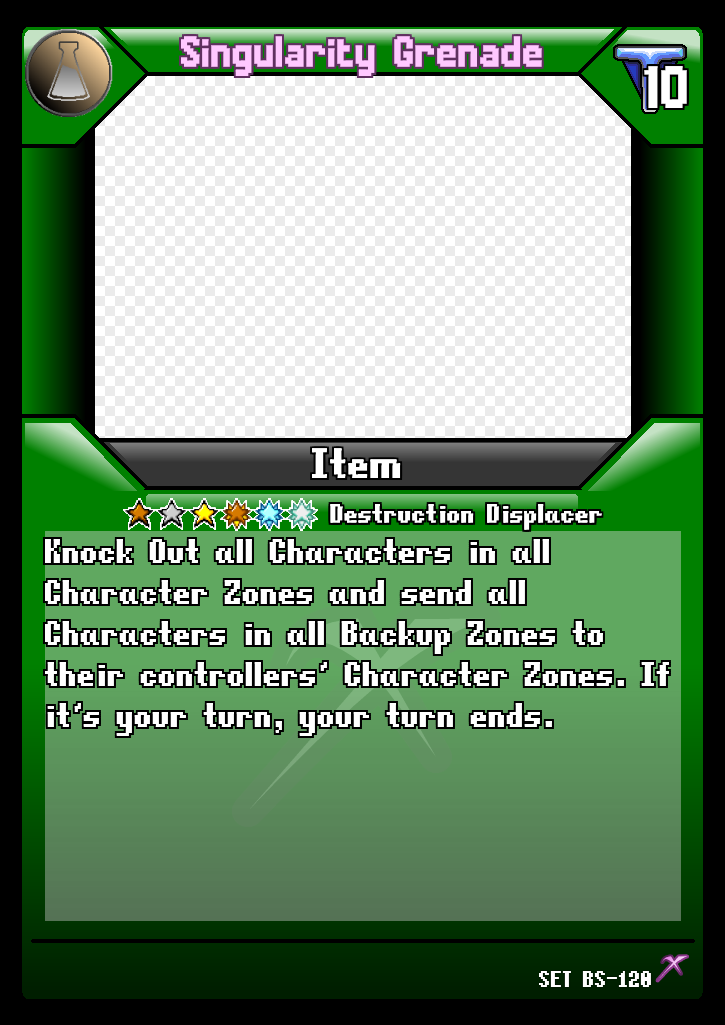 Singularity Grenade
10
Item
Destruction Displacer
Knock Out all Characters in all
Character Zones and send all
Characters in all Backup Zones to
their controllers' Character Zones. If
it's your turn, your turn ends.
SET BS-120